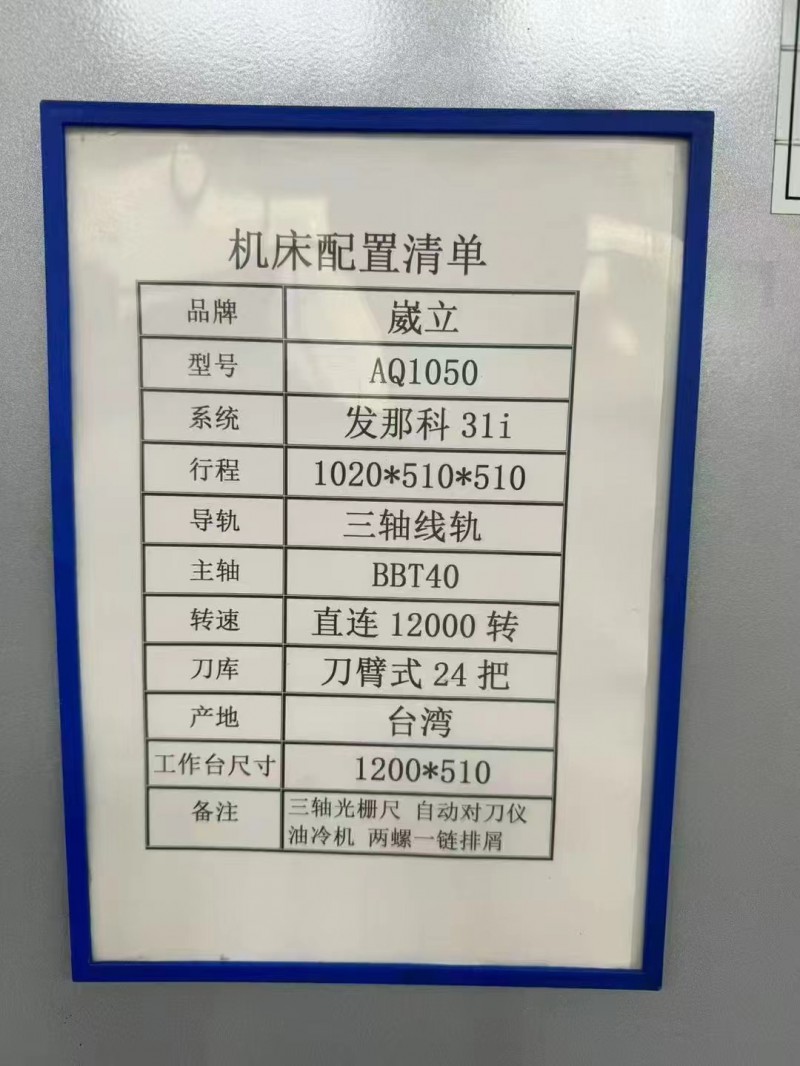 机床配置清单
品牌 崴立
型号 AQ1050
系统 发那科 31i
行程 1020*510*510
导轨 三轴线轨
主轴 BBT40
转速 直连 12000 转
刀库 刀臂式 24 把
产地 台湾
工作台尺寸 1200*510
备注 三轴光栅尺 自动对刀仪
油冷机 两螺一链排屑